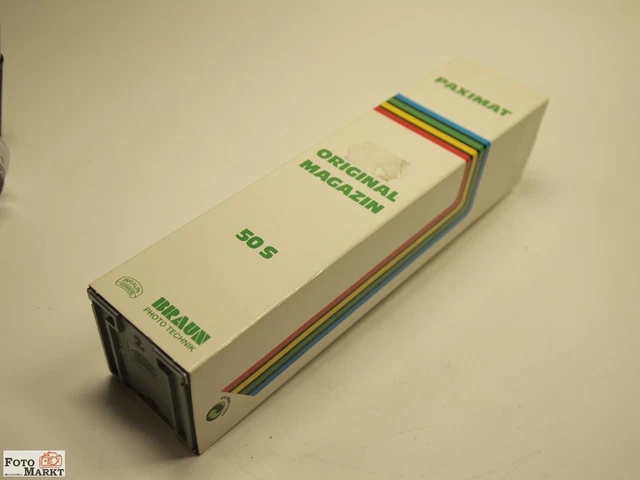 PAXIMAT
ORIGINAL
MAGAZIN
50 S
BRAUN
PHOTO TECHNIK
FOTO
MARKT